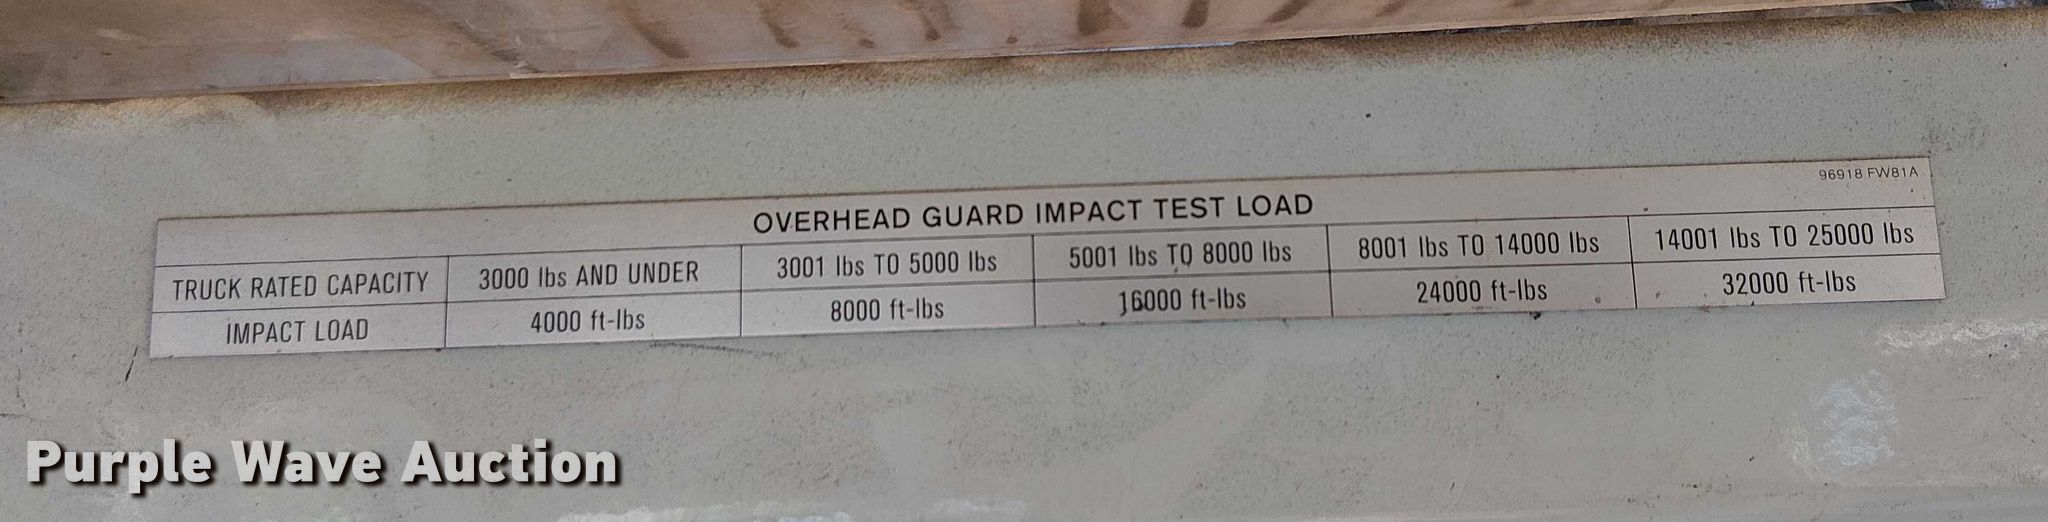 96918 FW81A
OVERHEAD GUARD IMPACT TEST LOAD
TRUCK RATED CAPACITY 3000 lbs AND UNDER 3001 lbs TO 5000 lbs 5001 lbs TO 8000 lbs 8001 lbs TO 14000 lbs 14001 lbs TO 25000 lbs
IMPACT LOAD 4000 ft-lbs 8000 ft-lbs 16000 ft-lbs 24000 ft-lbs 32000 ft-lbs
Purple Wave Auction